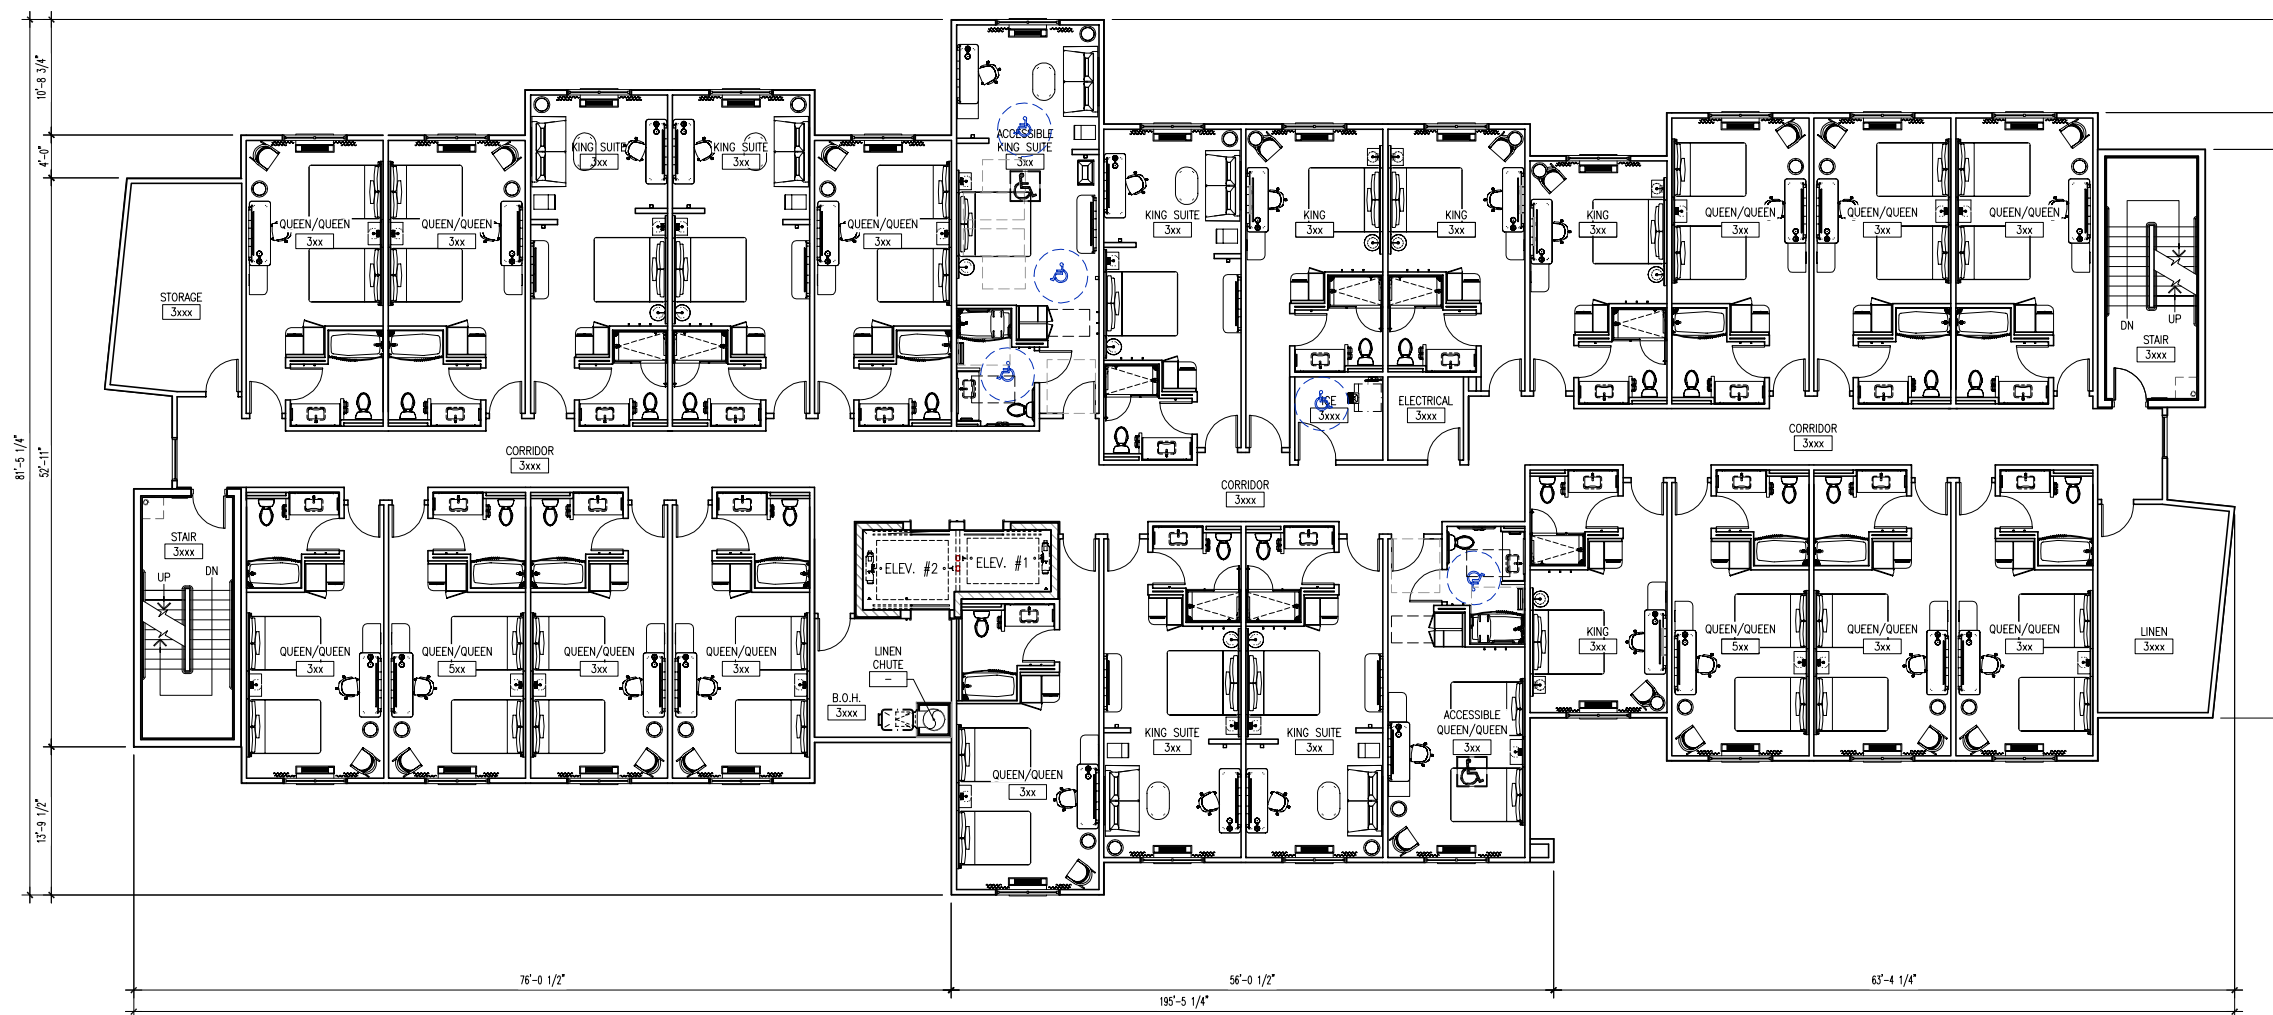 10'-8 3/4"
4'-0"
52'-11"
81'-5 1/4"
13'-9 1/2"
ACCESSIBLE
KING SUITE
3xx
KING SUITE
3xx
KING SUITE
3xx
QUEEN/QUEEN
3xx
QUEEN/QUEEN
3xx
QUEEN/QUEEN
3xx
KING SUITE
3xx
KING
3xx
KING
3xx
KING
3xx
QUEEN/QUEEN
3xx
QUEEN/QUEEN
3xx
QUEEN/QUEEN
3xx
STORAGE
3xxx
DN
UP
STAIR
3xxx
ICE
3xxx
ELECTRICAL
3xxx
CORRIDOR
3xxx
CORRIDOR
3xxx
CORRIDOR
3xxx
STAIR
3xxx
UP
DN
ELEV. #2
ELEV. #1
QUEEN/QUEEN
3xx
QUEEN/QUEEN
5xx
QUEEN/QUEEN
3xx
QUEEN/QUEEN
3xx
LINEN
CHUTE
-
B.O.H.
3xxx
QUEEN/QUEEN
3xx
KING SUITE
3xx
KING SUITE
3xx
ACCESSIBLE
QUEEN/QUEEN
3xx
KING
3xx
QUEEN/QUEEN
5xx
QUEEN/QUEEN
3xx
QUEEN/QUEEN
3xx
LINEN
3xxx
76'-0 1/2"
56'-0 1/2"
63'-4 1/4"
195'-5 1/4"